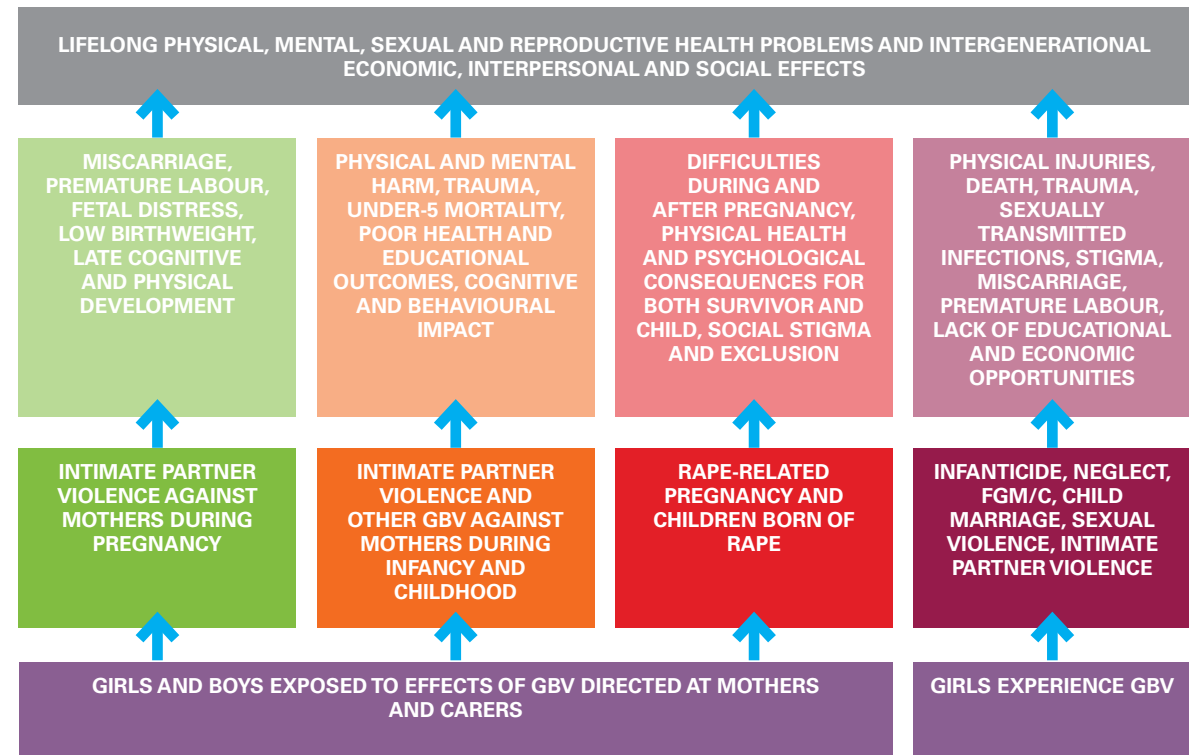 LIFELONG PHYSICAL, MENTAL, SEXUAL AND REPRODUCTIVE HEALTH PROBLEMS AND INTERGENERATIONAL
ECONOMIC, INTERPERSONAL AND SOCIAL EFFECTS
MISCARRIAGE,
PREMATURE LABOUR,
FETAL DISTRESS,
LOW BIRTHWEIGHT,
LATE COGNITIVE
AND PHYSICAL
DEVELOPMENT
PHYSICAL AND MENTAL
HARM, TRAUMA,
UNDER-5 MORTALITY,
POOR HEALTH AND
EDUCATIONAL
OUTCOMES, COGNITIVE
AND BEHAVIOURAL
IMPACT
DIFFICULTIES
DURING AND
AFTER PREGNANCY,
PHYSICAL HEALTH
AND PSYCHOLOGICAL
CONSEQUENCES FOR
BOTH SURVIVOR AND
CHILD, SOCIAL STIGMA
AND EXCLUSION
PHYSICAL INJURIES,
DEATH, TRAUMA,
SEXUALLY
TRANSMITTED
INFECTIONS, STIGMA,
MISCARRIAGE,
PREMATURE LABOUR,
LACK OF EDUCATIONAL
AND ECONOMIC
OPPORTUNITIES
INTIMATE PARTNER
VIOLENCE AGAINST
MOTHERS DURING
PREGNANCY
INTIMATE PARTNER
VIOLENCE AND
OTHER GBV AGAINST
MOTHERS DURING
INFANCY AND
CHILDHOOD
RAPE-RELATED
PREGNANCY AND
CHILDREN BORN OF
RAPE
INFANTICIDE, NEGLECT,
FGM/C, CHILD
MARRIAGE, SEXUAL
VIOLENCE, INTIMATE
PARTNER VIOLENCE
GIRLS AND BOYS EXPOSED TO EFFECTS OF GBV DIRECTED AT MOTHERS
AND CARERS
GIRLS EXPERIENCE GBV